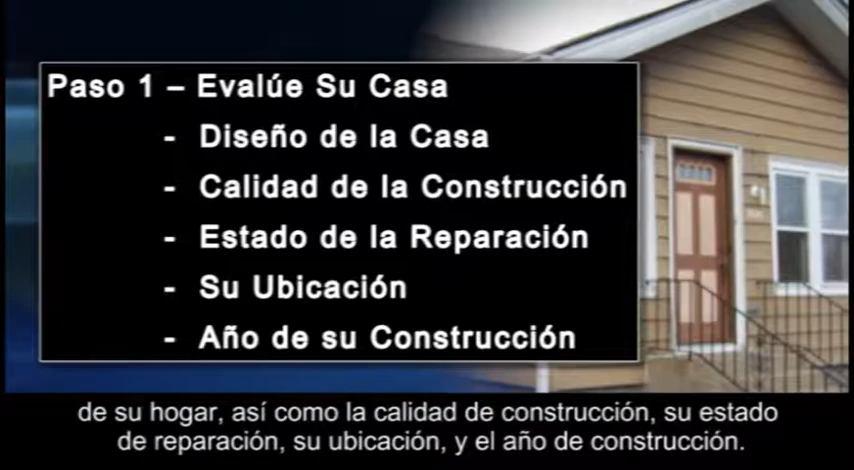 Paso 1 – Evalúe Su Casa
- Diseño de la Casa
- Calidad de la Construcción
- Estado de la Reparación
- Su Ubicación
- Año de su Construcción
de su hogar, así como la calidad de construcción, su estado
de reparación, su ubicación, y el año de construcción.